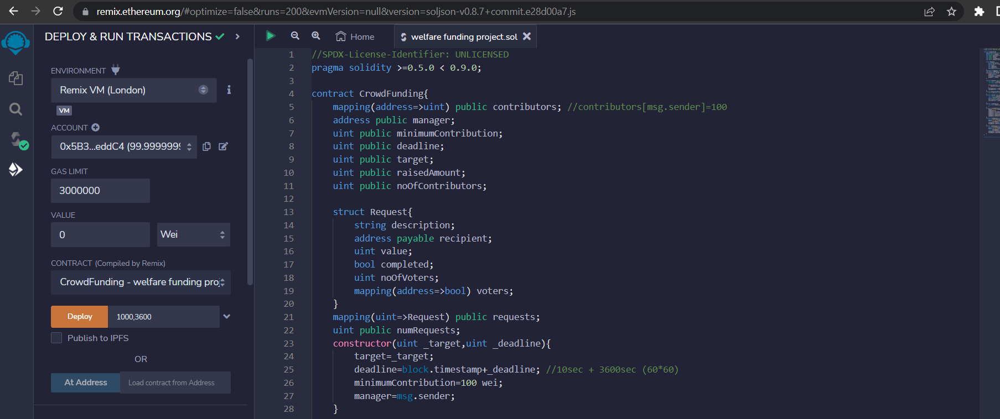 remix.ethereum.org/#optimize=false&runs=200&evmVersion=null&version=soljson-v0.8.7+commit.e28d00a7.js
DEPLOY & RUN TRANSACTIONS
ENVIRONMENT
Remix VM (London)
VM
ACCOUNT
0x5B3...eddC4 (99.9999999
GAS LIMIT
3000000
VALUE
0
Wei
CONTRACT (Compiled by Remix)
CrowdFunding - welfare funding proj
Deploy
1000,3600
Publish to IPFS
OR
At Address
Load contract from Address
Home
welfare funding project.sol
1 //SPDX-License-Identifier: UNLICENSED
2 pragma solidity >=0.5.0 < 0.9.0;
3
4 contract CrowdFunding{
5 mapping(address=>uint) public contributors; //contributors[msg.sender]=100
6 address public manager;
7 uint public minimumContribution;
8 uint public deadline;
9 uint public target;
10 uint public raisedAmount;
11 uint public noOfContributors;
12
13 struct Request{
14 string description;
15 address payable recipient;
16 uint value;
17 bool completed;
18 uint noOfVoters;
19 mapping(address=>bool) voters;
20 }
21 mapping(uint=>Request) public requests;
22 uint public numRequests;
23 constructor(uint _target,uint _deadline){
24 target=_target;
25 deadline=block.timestamp+_deadline; //10sec + 3600sec (60*60)
26 minimumContribution=100 wei;
27 manager=msg.sender;
28 }